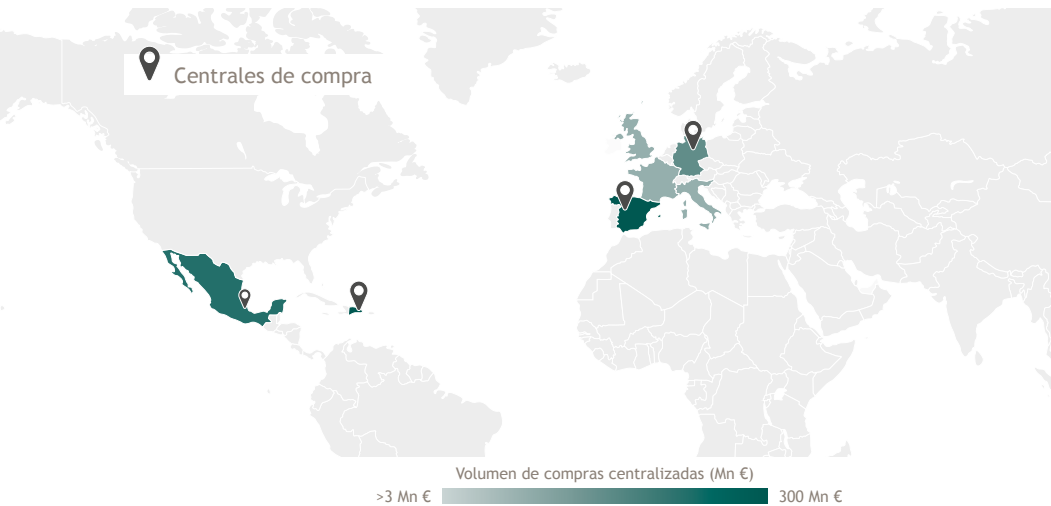 Centrales de compra
Volumen de compras centralizadas (Mn €)
>3 Mn €
300 Mn €